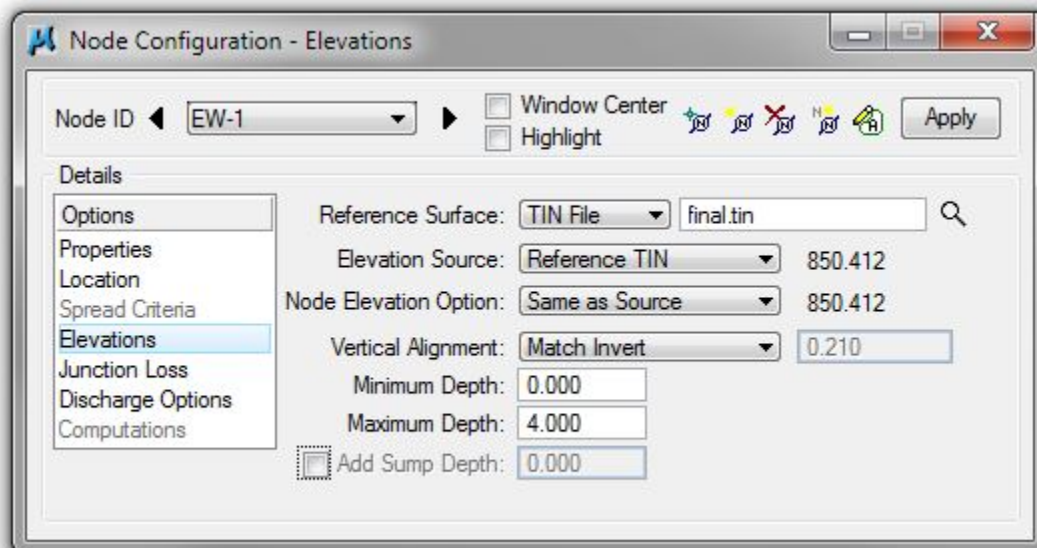 Node Configuration - Elevations
Node ID EW-1 Window Center Apply
Highlight
Details
Options
Properties
Location
Spread Criteria
Elevations
Junction Loss
Discharge Options
Computations
Reference Surface: TIN File final.tin
Elevation Source: Reference TIN 850.412
Node Elevation Option: Same as Source 850.412
Vertical Alignment: Match Invert 0.210
Minimum Depth: 0.000
Maximum Depth: 4.000
Add Sump Depth: 0.000